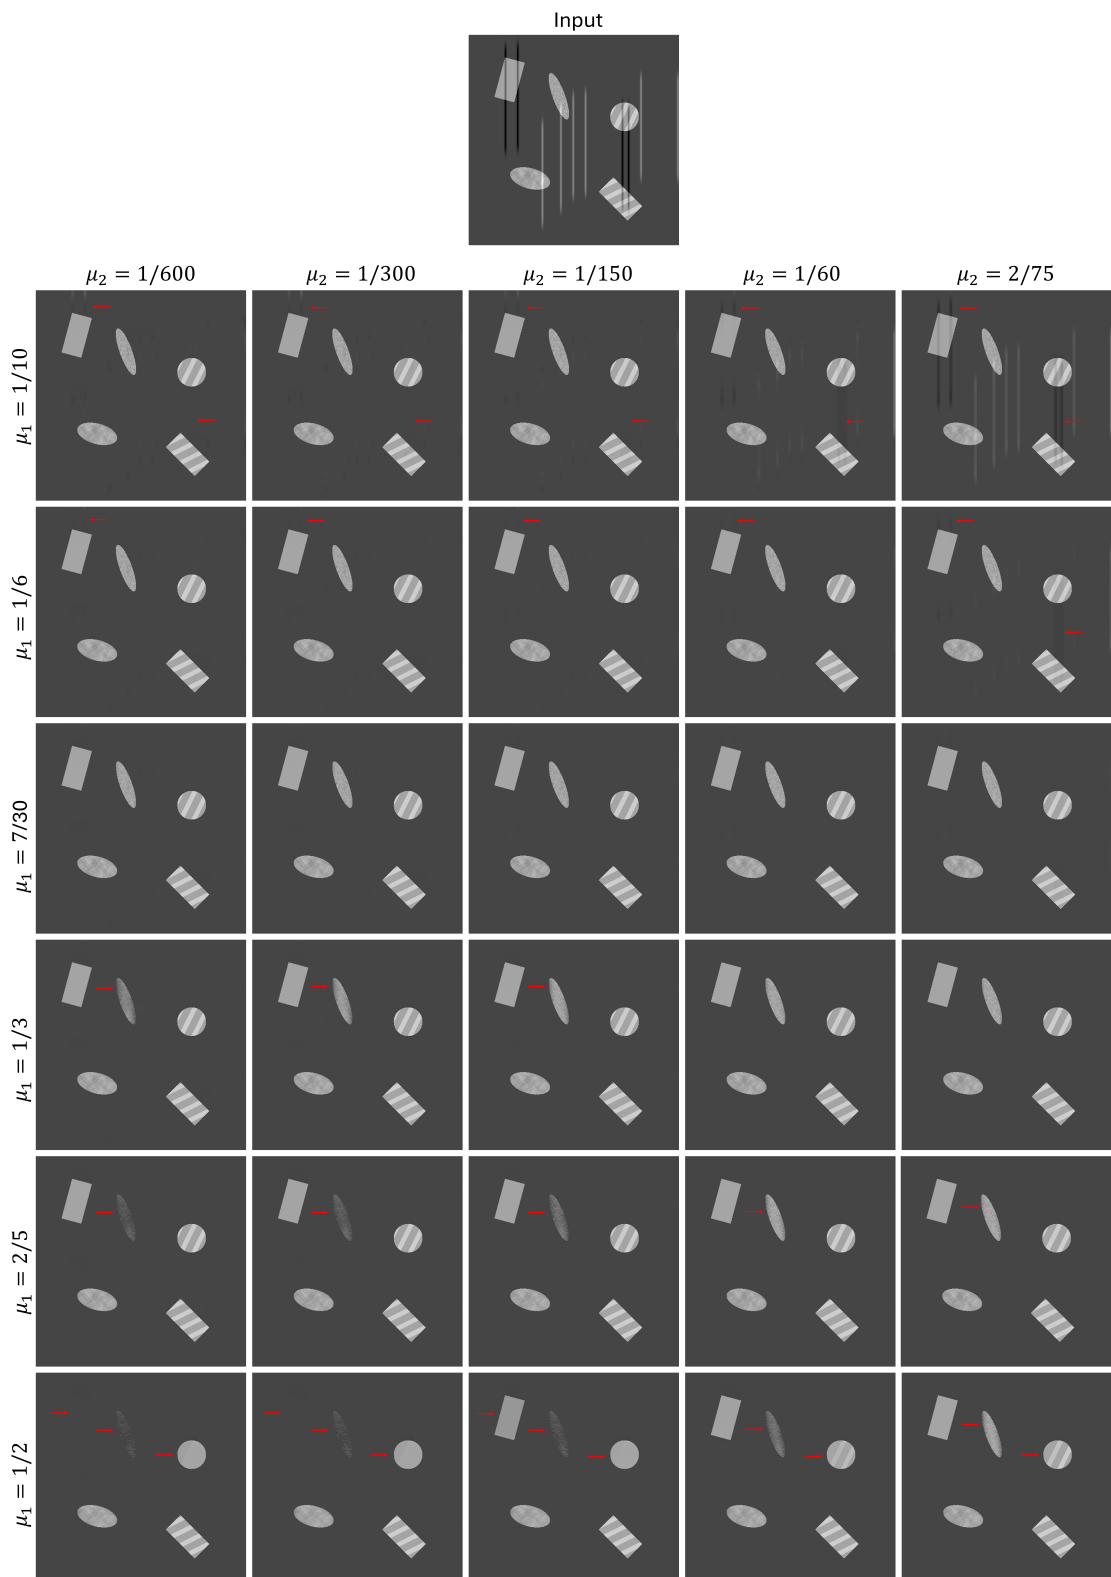 Input
μ₂ = 1/600
μ₂ = 1/300
μ₂ = 1/150
μ₂ = 1/60
μ₂ = 2/75
μ₁ = 1/10
μ₁ = 1/6
μ₁ = 7/30
μ₁ = 1/3
μ₁ = 2/5
μ₁ = 1/2